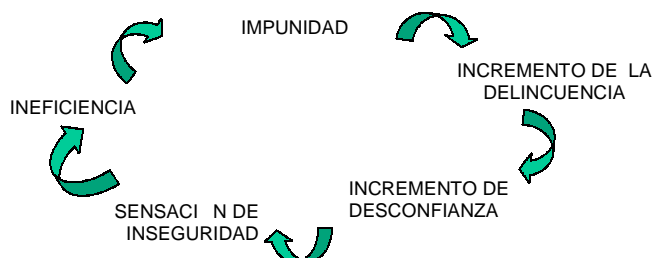 IMPUNIDAD
INCREMENTO DE LA
DELINCUENCIA
INCREMENTO DE
DESCONFIANZA
SENSACI N DE
INSEGURIDAD
INEFICIENCIA